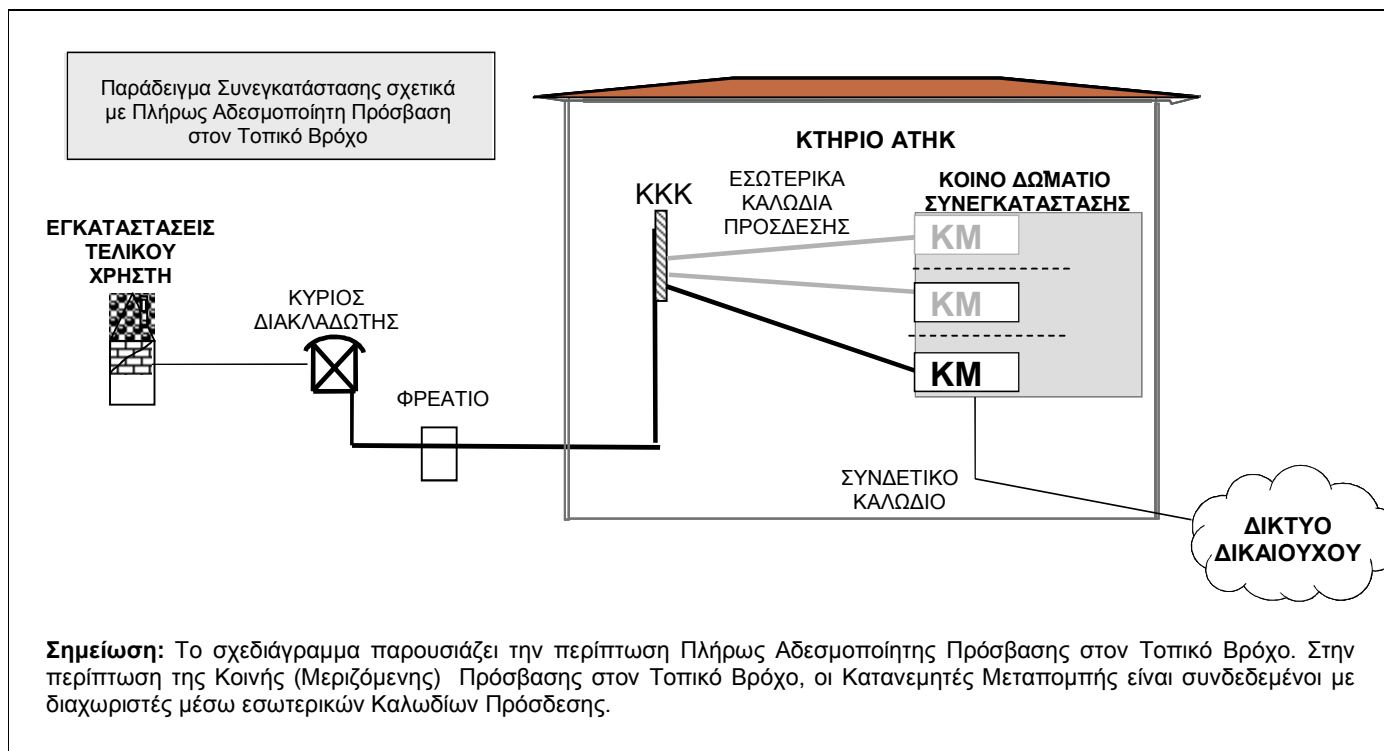 Παράδειγμα Συνεγκατάστασης σχετικά
με Πλήρως Αδεσμοποίητη Πρόσβαση
στον Τοπικό Βρόχο
ΚΤΗΡΙΟ ΑΤΗΚ
ΕΣΩΤΕΡΙΚΑ
ΚΑΛΩΔΙΑ
ΠΡΟΣΔΕΣΗΣ
ΚΟΙΝΟ ΔΩΜΑΤΙΟ
ΣΥΝΕΓΚΑΤΑΣΤΑΣΗΣ
ΚΚΚ
ΚΜ
ΚΜ
ΚΜ
ΕΓΚΑΤΑΣΤΑΣΕΙΣ
ΤΕΛΙΚΟΥ
ΧΡΗΣΤΗ
ΚΥΡΙΟΣ
ΔΙΑΚΛΑΔΩΤΗΣ
ΦΡΕΑΤΙΟ
ΣΥΝΔΕΤΙΚΟ
ΚΑΛΩΔΙΟ
ΔΙΚΤΥΟ
ΔΙΚΑΙΟΥΧΟΥ
Σημείωση: Το σχεδιάγραμμα παρουσιάζει την περίπτωση Πλήρως Αδεσμοποίητης Πρόσβασης στον Τοπικό Βρόχο. Στην
περίπτωση της Κοινής (Μεριζόμενης) Πρόσβασης στον Τοπικό Βρόχο, οι Κατανεμητές Μεταπομπής είναι συνδεδεμένοι με
διαχωριστές μέσω εσωτερικών Καλωδίων Πρόσδεσης.